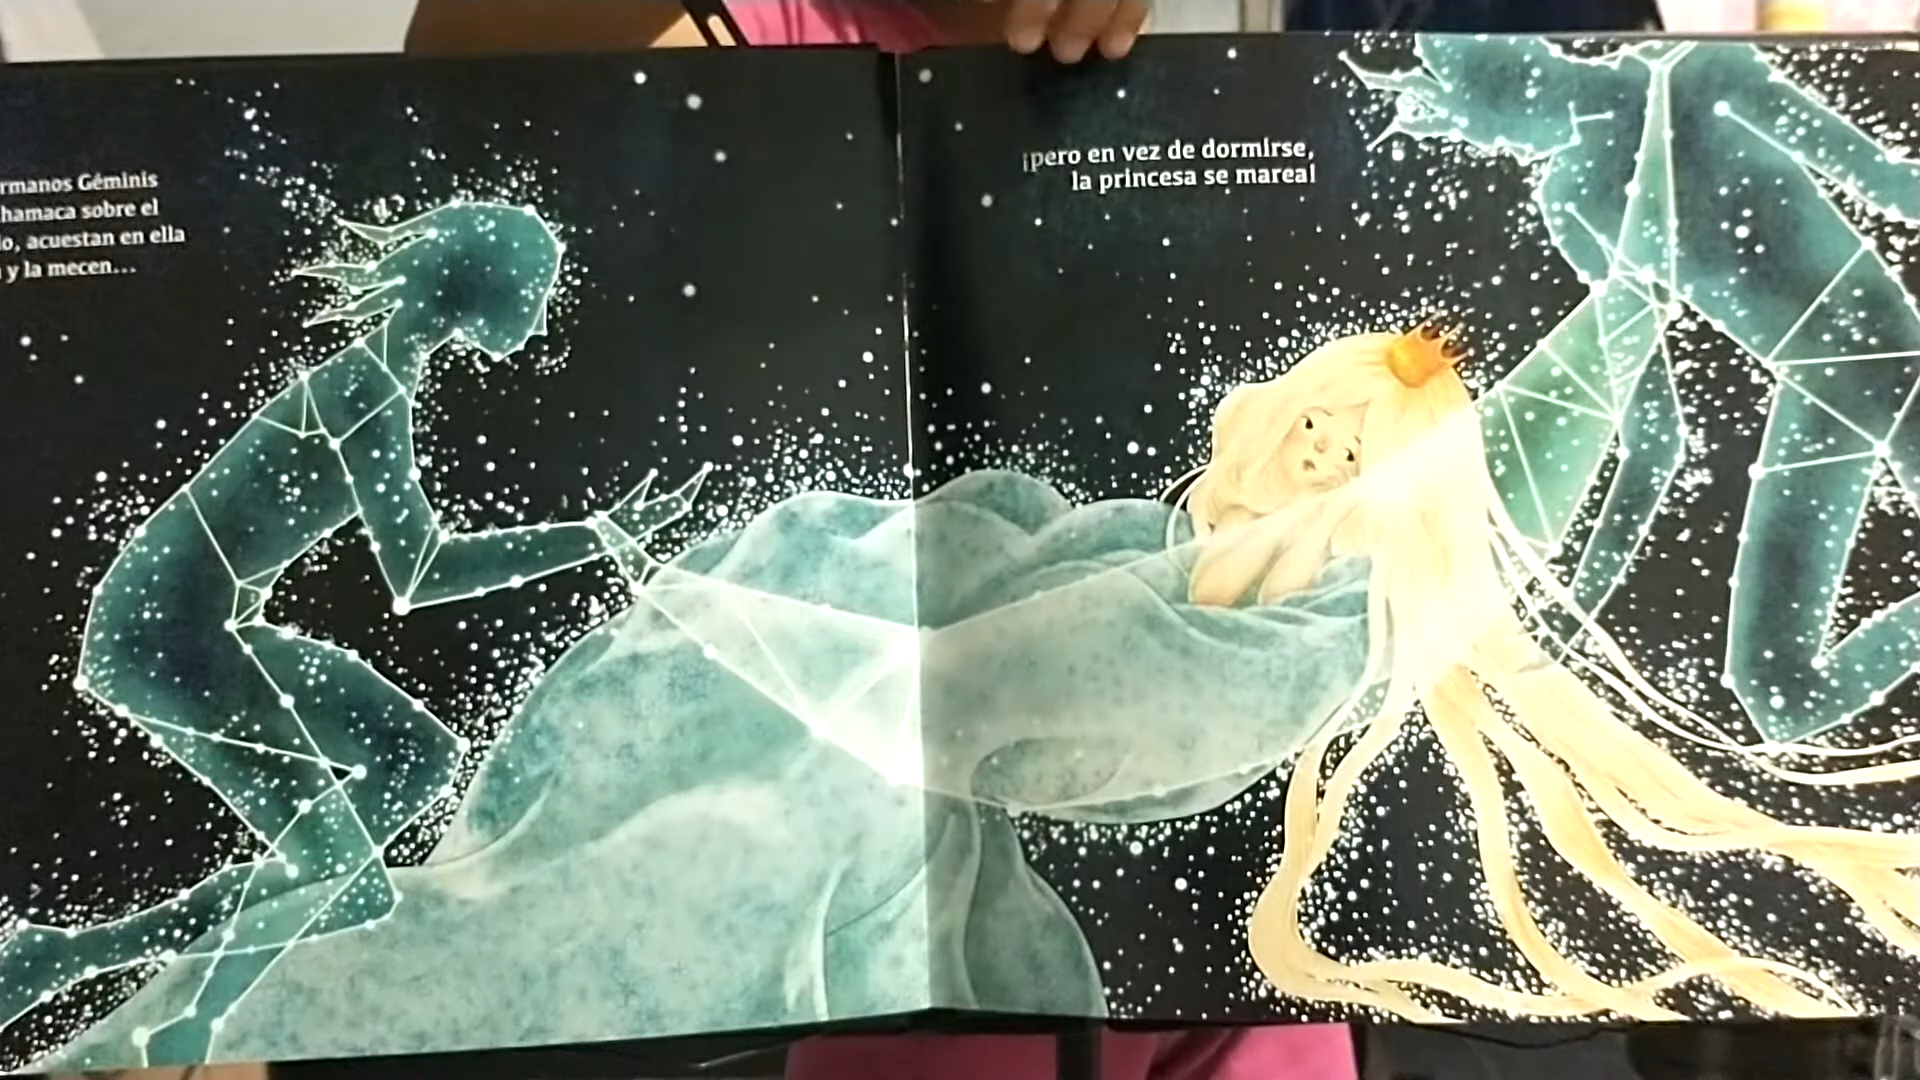 rmanos Géminis
hamaca sobre el
o, acuestan en ella
y la mecen...
¡pero en vez de dormirse,
la princesa se marea!